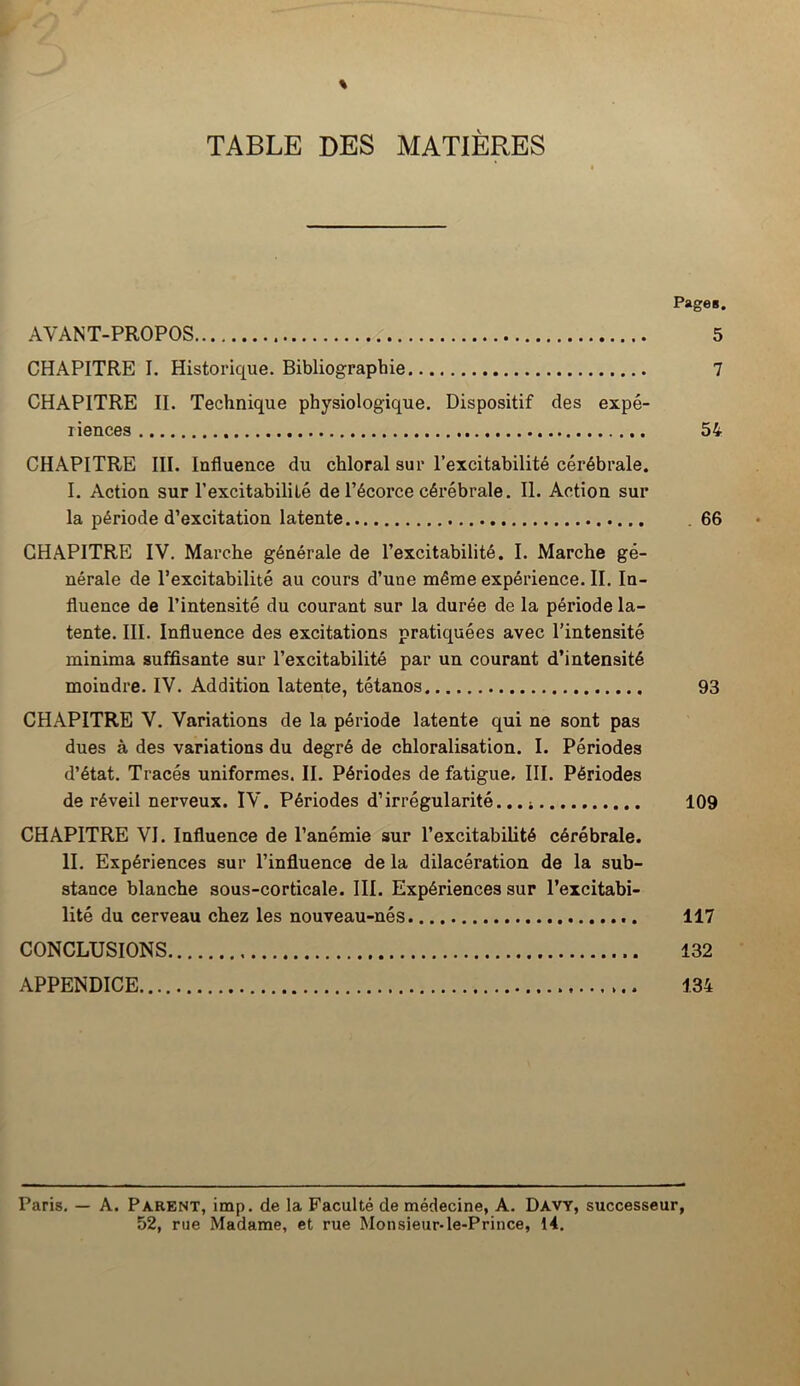 TABLE DES MATIÈRES
Pages.
AVANT-PROPOS............................................ 5
CHAPITRE I. Historique. Bibliographie........................ 7
CHAPITRE II. Technique physiologique. Dispositif des expé-
riences................................................ 54
CHAPITRE III. Influence du chloral sur l'excitabilité cérébrale.
I. Action sur l'excitabilité de l'écorce cérébrale. II. Action sur
la période d'excitation latente.............................. 66
CHAPITRE IV. Marche générale de l'excitabilité. I. Marche gé-
nérale de l'excitabilité au cours d'une même expérience. II. In-
fluence de l'intensité du courant sur la durée de la période la-
tente. III. Influence des excitations pratiquées avec l'intensité
minima suffisante sur l'excitabilité par un courant d'intensité
moindre. IV. Addition latente, tétanos...................... 93
CHAPITRE V. Variations de la période latente qui ne sont pas
dues à des variations du degré de chloralisation. I. Périodes
d'état. Tracés uniformes. II. Périodes de fatigue. III. Périodes
de réveil nerveux. IV. Périodes d'irrégularité............... 109
CHAPITRE VI. Influence de l'anémie sur l'excitabilité cérébrale.
II. Expériences sur l'influence de la dilacération de la sub-
stance blanche sous-corticale. III. Expériences sur l'excitabi-
lité du cerveau chez les nouveau-nés........................ 117
CONCLUSIONS............................................. 132
APPENDICE............................................... 134
Paris. — A. PARENT, imp. de la Faculté de médecine, A. DAVY, successeur,
52, rue Madame, et rue Monsieur-le-Prince, 14.